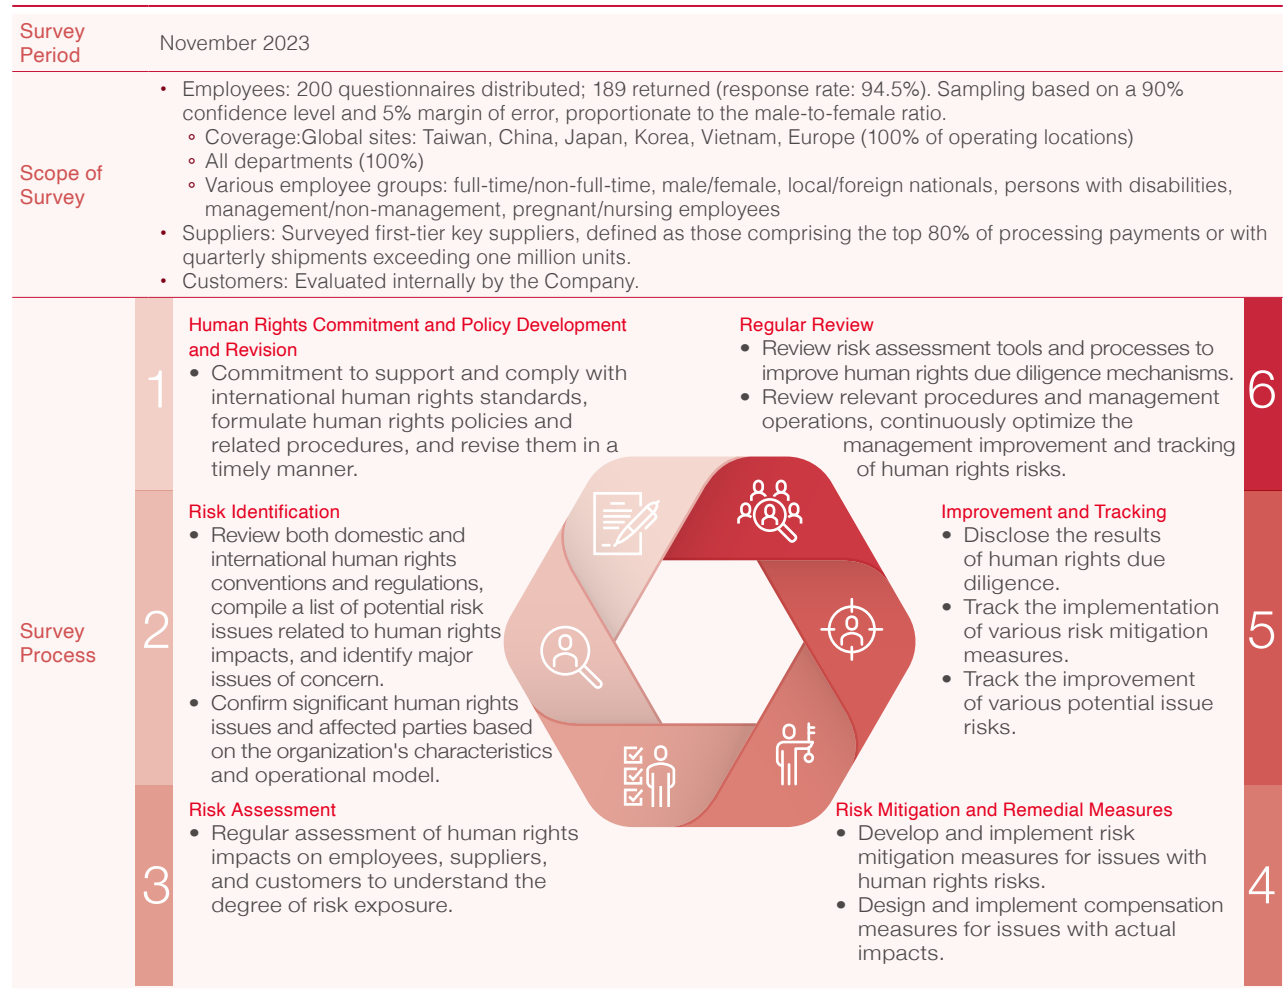 Survey
Period
November 2023
Scope of
Survey
• Employees: 200 questionnaires distributed; 189 returned (response rate: 94.5%). Sampling based on a 90%
confidence level and 5% margin of error, proportionate to the male-to-female ratio.
Coverage:Global sites: Taiwan, China, Japan, Korea, Vietnam, Europe (100% of operating locations)
All departments (100%)
Various employee groups: full-time/non-full-time, male/female, local/foreign nationals, persons with disabilities,
management/non-management, pregnant/nursing employees
• Suppliers: Surveyed first-tier key suppliers, defined as those comprising the top 80% of processing payments or with
quarterly shipments exceeding one million units.
• Customers: Evaluated internally by the Company.
Survey
Process
1
Human Rights Commitment and Policy Development
and Revision
• Commitment to support and comply with
international human rights standards,
formulate human rights policies and
related procedures, and revise them in a
timely manner.
2
Risk Identification
• Review both domestic and
international human rights
conventions and regulations,
compile a list of potential risk
issues related to human rights
impacts, and identify major
issues of concern.
• Confirm significant human rights
issues and affected parties based
on the organization's characteristics
and operational model.
3
Risk Assessment
• Regular assessment of human rights
impacts on employees, suppliers,
and customers to understand the
degree of risk exposure.
4
Risk Mitigation and Remedial Measures
• Develop and implement risk
mitigation measures for issues with
human rights risks.
• Design and implement compensation
measures for issues with actual
impacts.
5
Improvement and Tracking
• Disclose the results
of human rights due
diligence.
• Track the implementation
of various risk mitigation
measures.
• Track the improvement
of various potential issue
risks.
6
Regular Review
• Review risk assessment tools and processes to
improve human rights due diligence mechanisms.
• Review relevant procedures and management
operations, continuously optimize the
management improvement and tracking
of human rights risks.